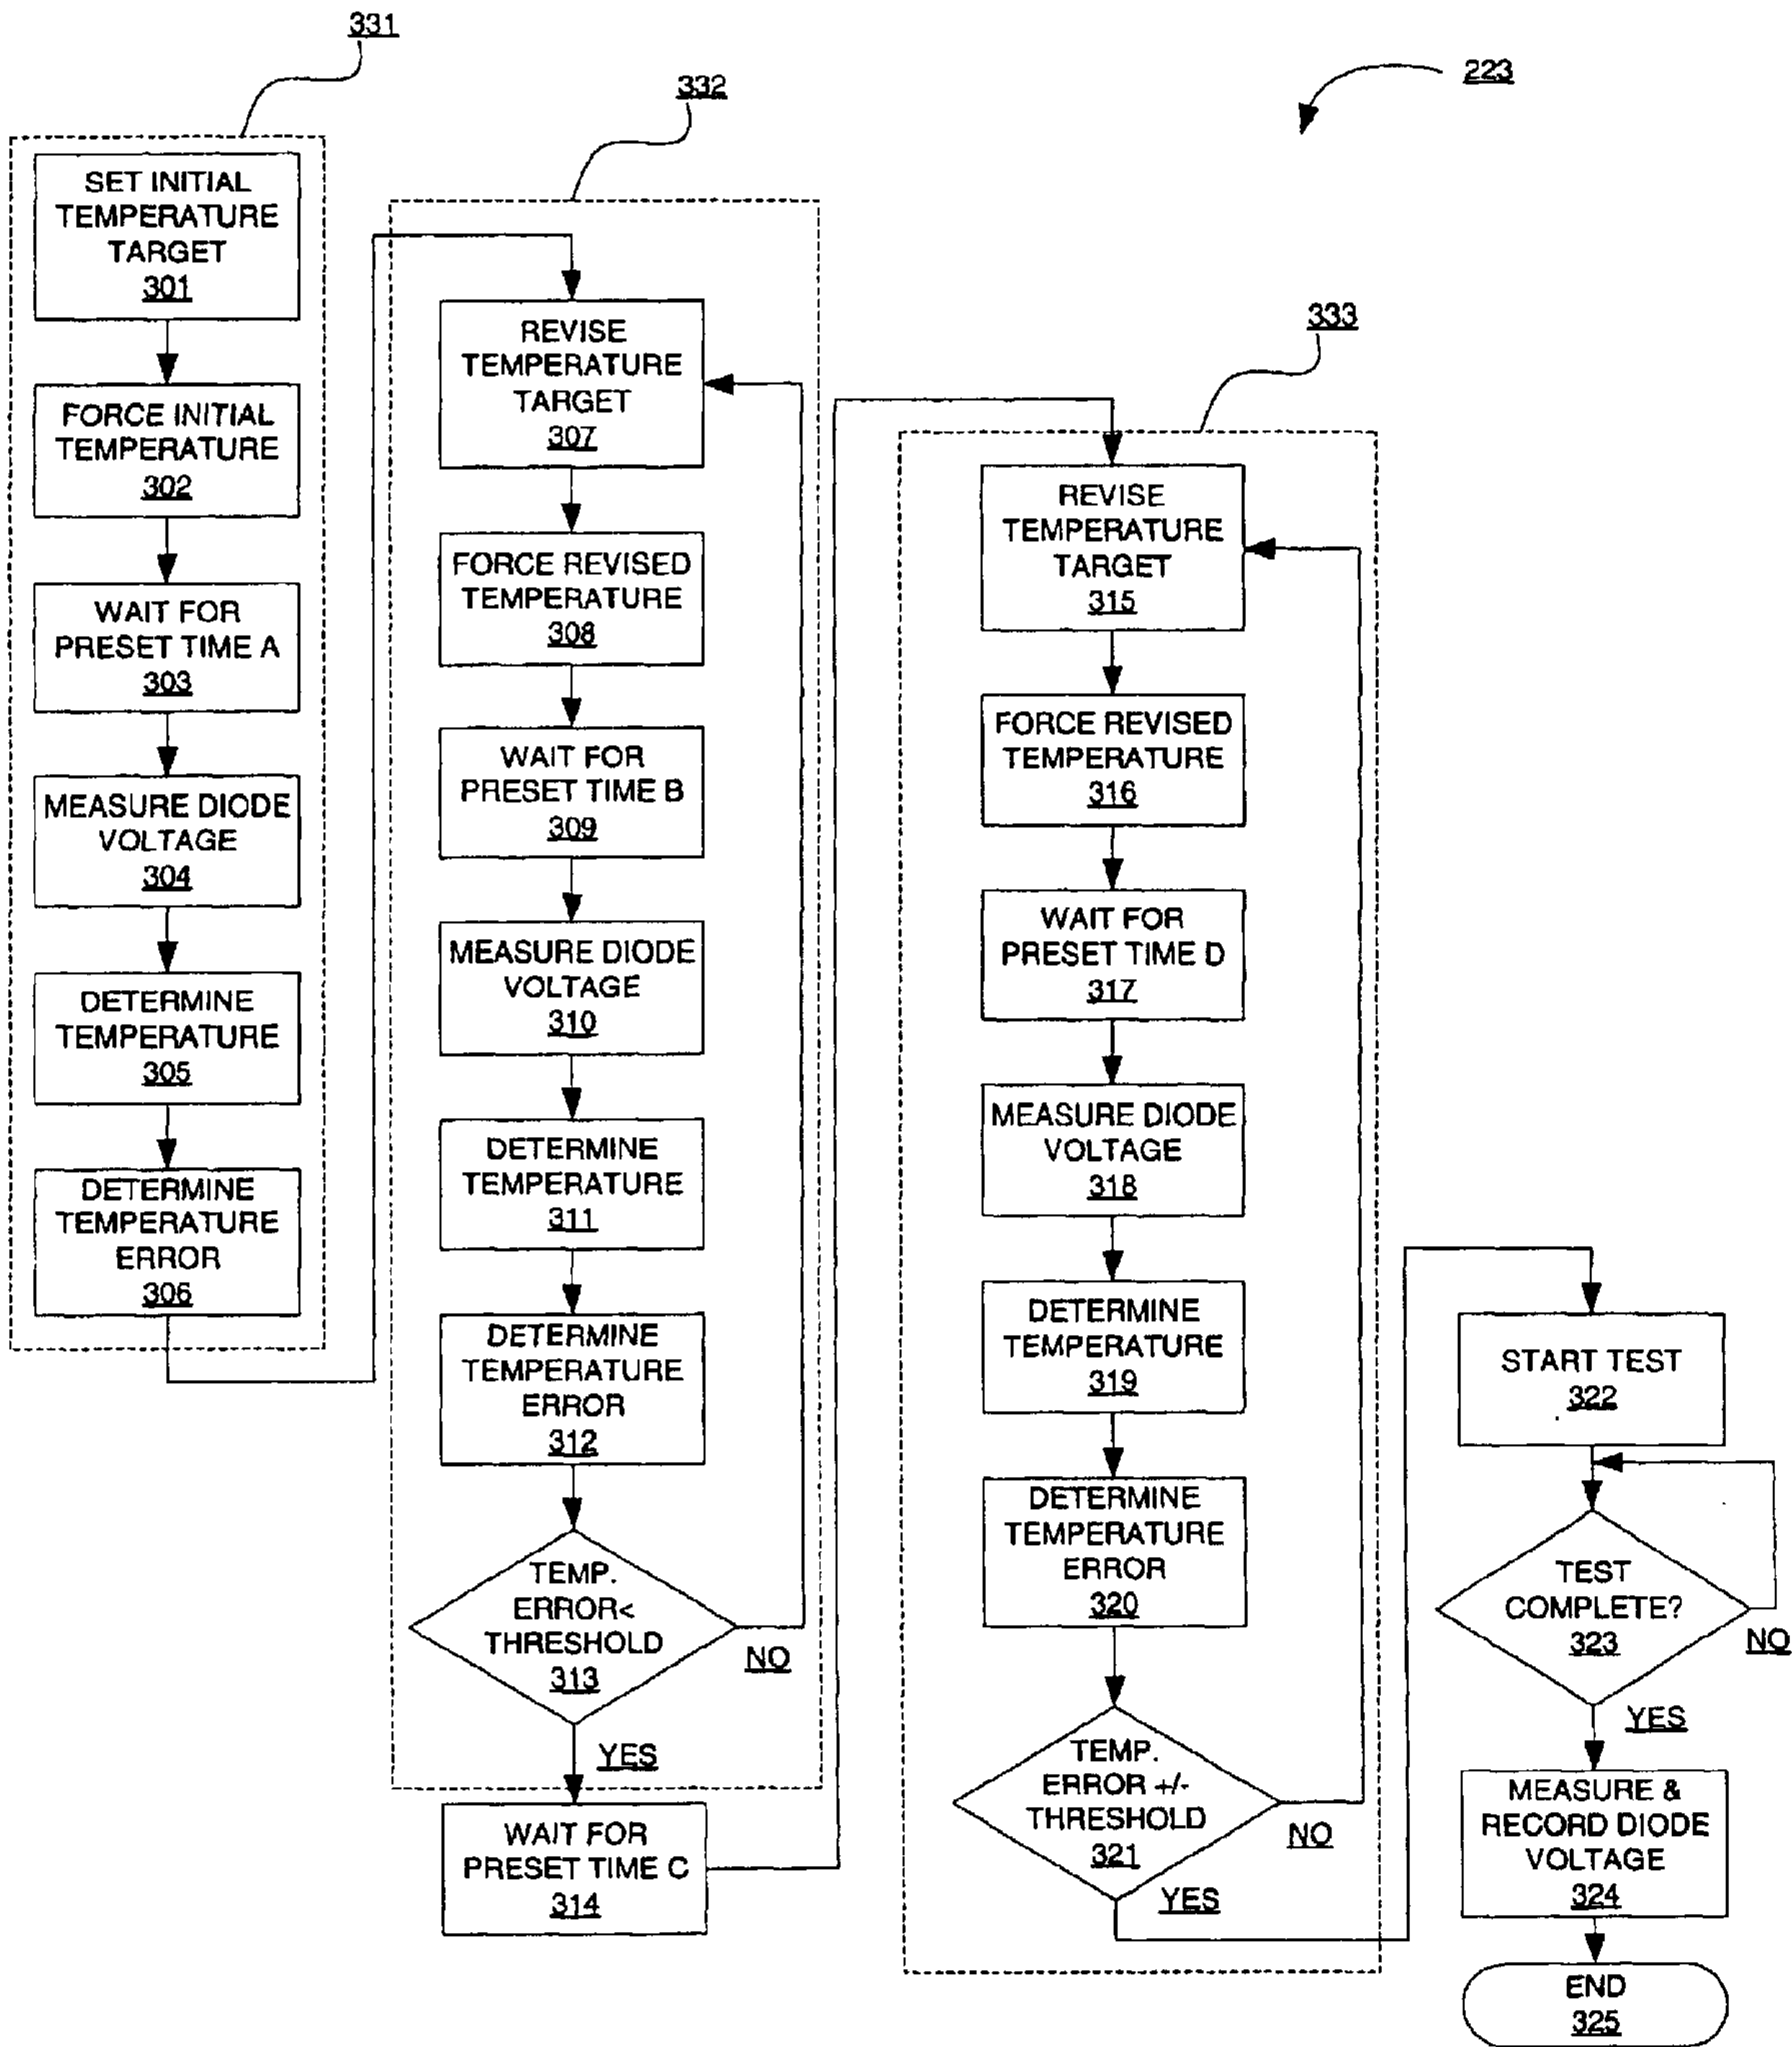 331
332
223
SET INITIAL
TEMPERATURE
TARGET
301
FORCE INITIAL
TEMPERATURE
302
WAIT FOR
PRESET TIME A
303
MEASURE DIODE
VOLTAGE
304
DETERMINE
TEMPERATURE
305
DETERMINE
TEMPERATURE
ERROR
306
REVISE
TEMPERATURE
TARGET
307
FORCE REVISED
TEMPERATURE
308
WAIT FOR
PRESET TIME B
309
MEASURE DIODE
VOLTAGE
310
DETERMINE
TEMPERATURE
311
DETERMINE
TEMPERATURE
ERROR
312
TEMP.
ERROR<
THRESHOLD
313
NO
YES
WAIT FOR
PRESET TIME C
314
333
REVISE
TEMPERATURE
TARGET
315
FORCE REVISED
TEMPERATURE
316
WAIT FOR
PRESET TIME D
317
MEASURE DIODE
VOLTAGE
318
DETERMINE
TEMPERATURE
319
DETERMINE
TEMPERATURE
ERROR
320
TEMP.
ERROR +/-
THRESHOLD
321
NO
YES
START TEST
322
TEST
COMPLETE?
323
NO
YES
MEASURE &
RECORD DIODE
VOLTAGE
324
END
325